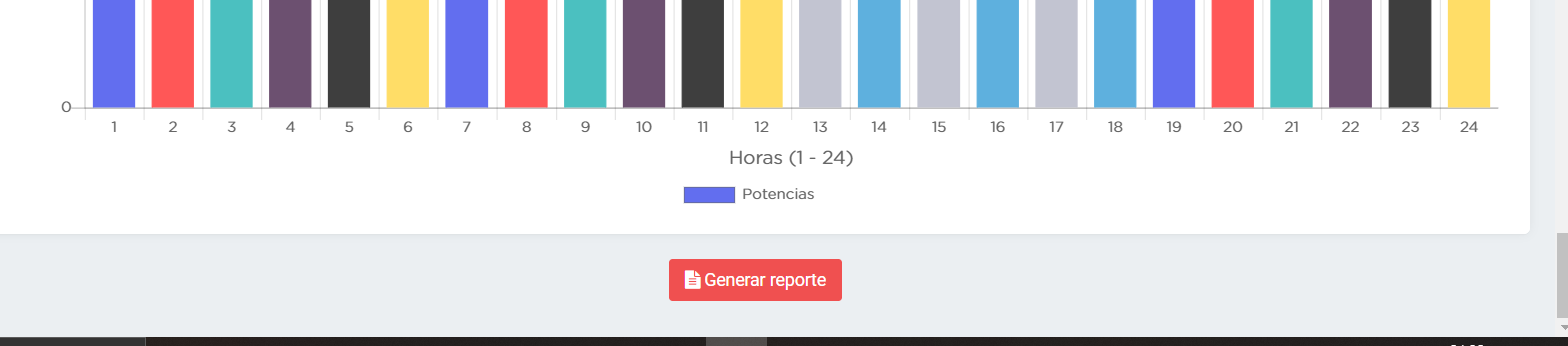 0
1 2 3 4 5 6 7 8 9 10 11 12 13 14 15 16 17 18 19 20 21 22 23 24
Horas (1 - 24)
Potencias
Generar reporte